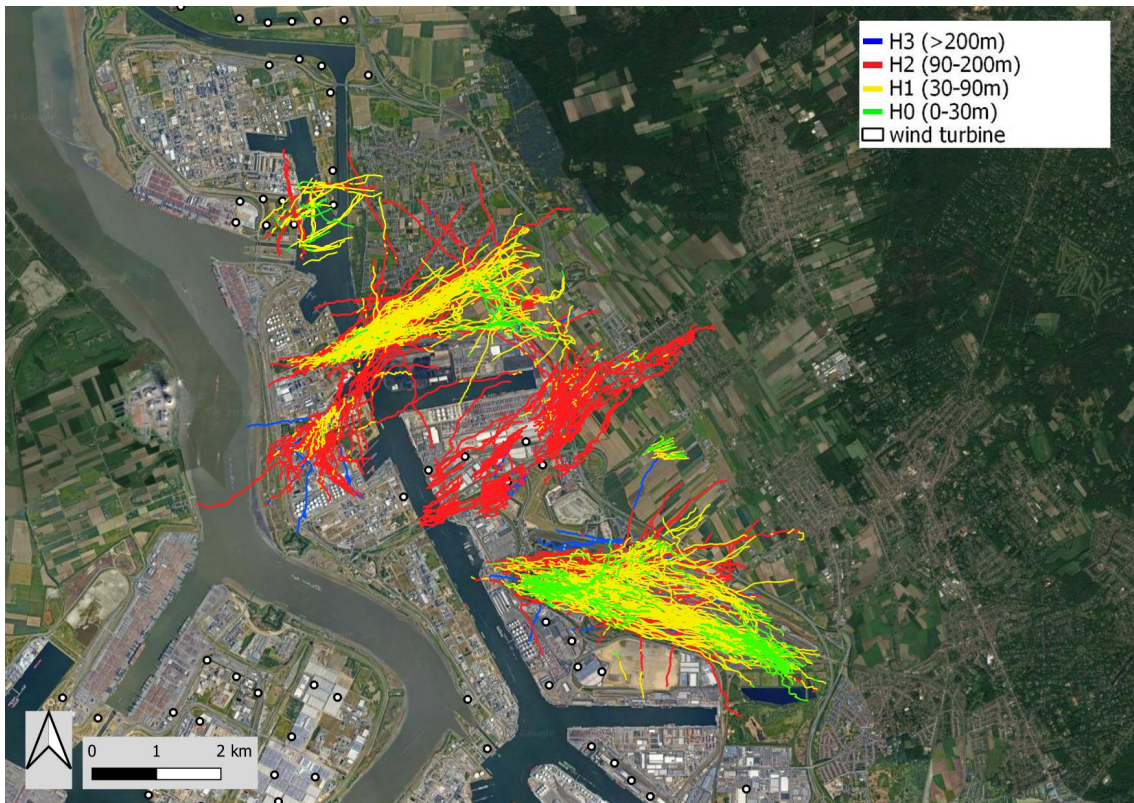 H3 (>200m)
H2 (90-200m)
H1 (30-90m)
H0 (0-30m)
wind turbine
0 1 2 km